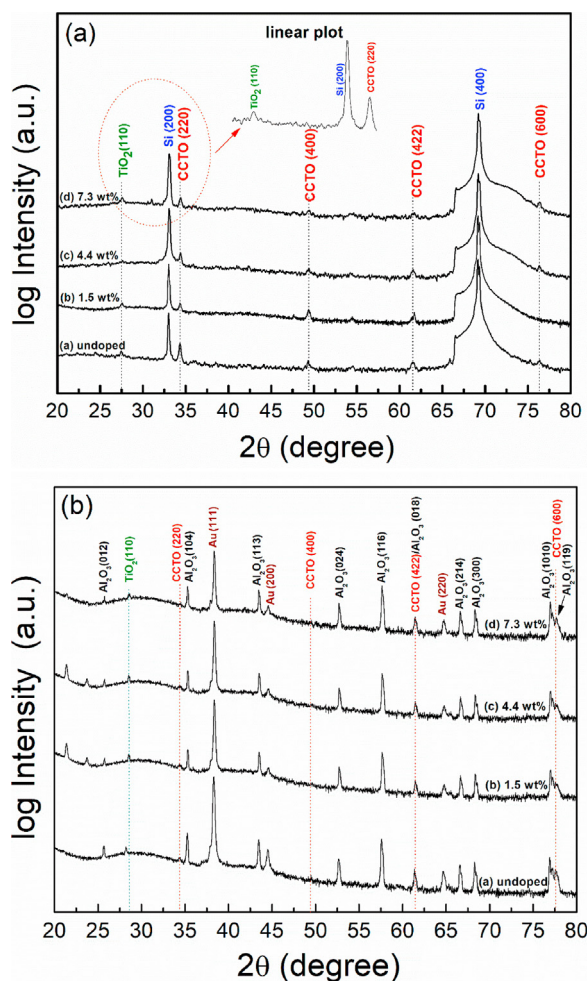 (a)
linear plot
TiO2 (110)
Si (200)
CCTO (220)
TiO2(110)
Si (200)
CCTO (220)
CCTO (400)
CCTO (422)
Si (400)
CCTO (600)
(d) 7.3 wt%
(c) 4.4 wt%
(b) 1.5 wt%
(a) undoped
log Intensity (a.u.)
20 25 30 35 40 45 50 55 60 65 70 75 80
2θ (degree)
(b)
Al2O3(012)
TiO2(110)
CCTO (220)
Al2O3(104)
Au (111)
Al2O3(113)
Au (200)
CCTO (400)
Al2O3(024)
Al2O3(116)
CCTO (422)/Al2O3 (018)
Au (220)
Al2O3(214)
Al2O3(300)
Al2O3(1010)
CCTO (600)
Al2O3(119)
(d) 7.3 wt%
(c) 4.4 wt%
(b) 1.5 wt%
(a) undoped
log Intensity (a.u.)
20 25 30 35 40 45 50 55 60 65 70 75 80
2θ (degree)